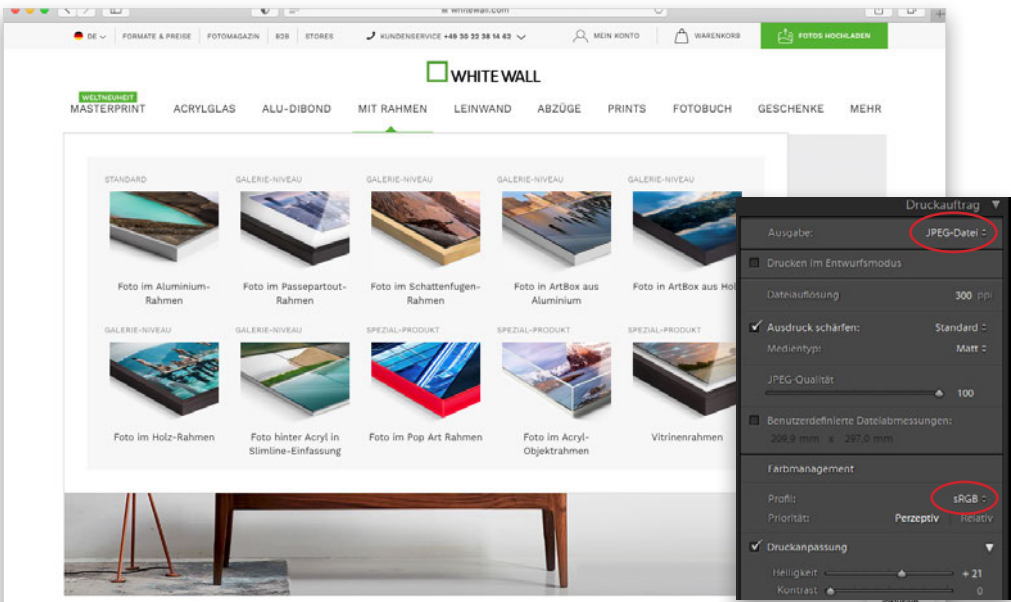 whitewall.com
DE
FORMATE & PREISE
FOTOMAGAZIN
B2B
STORES
KUNDENSERVICE +49 30 22 38 14 62
MEIN KONTO
WARENKORB
FOTOS HOCHLADEN
WHITE WALL
WELTNEUHEIT
MASTERPRINT
ACRYLGLAS
ALU-DIBOND
MIT RAHMEN
LEINWAND
ABZÜGE
PRINTS
FOTOBUCH
GESCHENKE
MEHR
STANDARD
Foto im Aluminium-
Rahmen
GALERIE-NIVEAU
Foto im Passepartout-
Rahmen
GALERIE-NIVEAU
Foto im Schattenfugen-
Rahmen
GALERIE-NIVEAU
Foto in ArtBox aus
Aluminium
GALERIE-NIVEAU
Foto in ArtBox aus Hol
GALERIE-NIVEAU
Foto im Holz-Rahmen
GALERIE-NIVEAU
Foto hinter Acryl in
Slimline-Einfassung
SPEZIAL-PRODUKT
Foto im Pop Art Rahmen
SPEZIAL-PRODUKT
Foto im Acryl-
Objektrahmen
SPEZIAL-PRODUKT
Vitrinenrahmen
Druckauftrag
Ausgabe: JPEG-Datei
Drucken im Entwurfsmodus
Dateiauflösung 300 ppi
Ausdruck schärfen: Standard
Medientyp: Matt
JPEG-Qualität
100
Benutzerdefinierte Dateiabmessungen:
209,9 mm x 297,0 mm
Farbmanagement
Profil: sRGB
Priorität: Perzeptiv Relativ
Druckanpassung
Helligkeit + 21
Kontrast 0